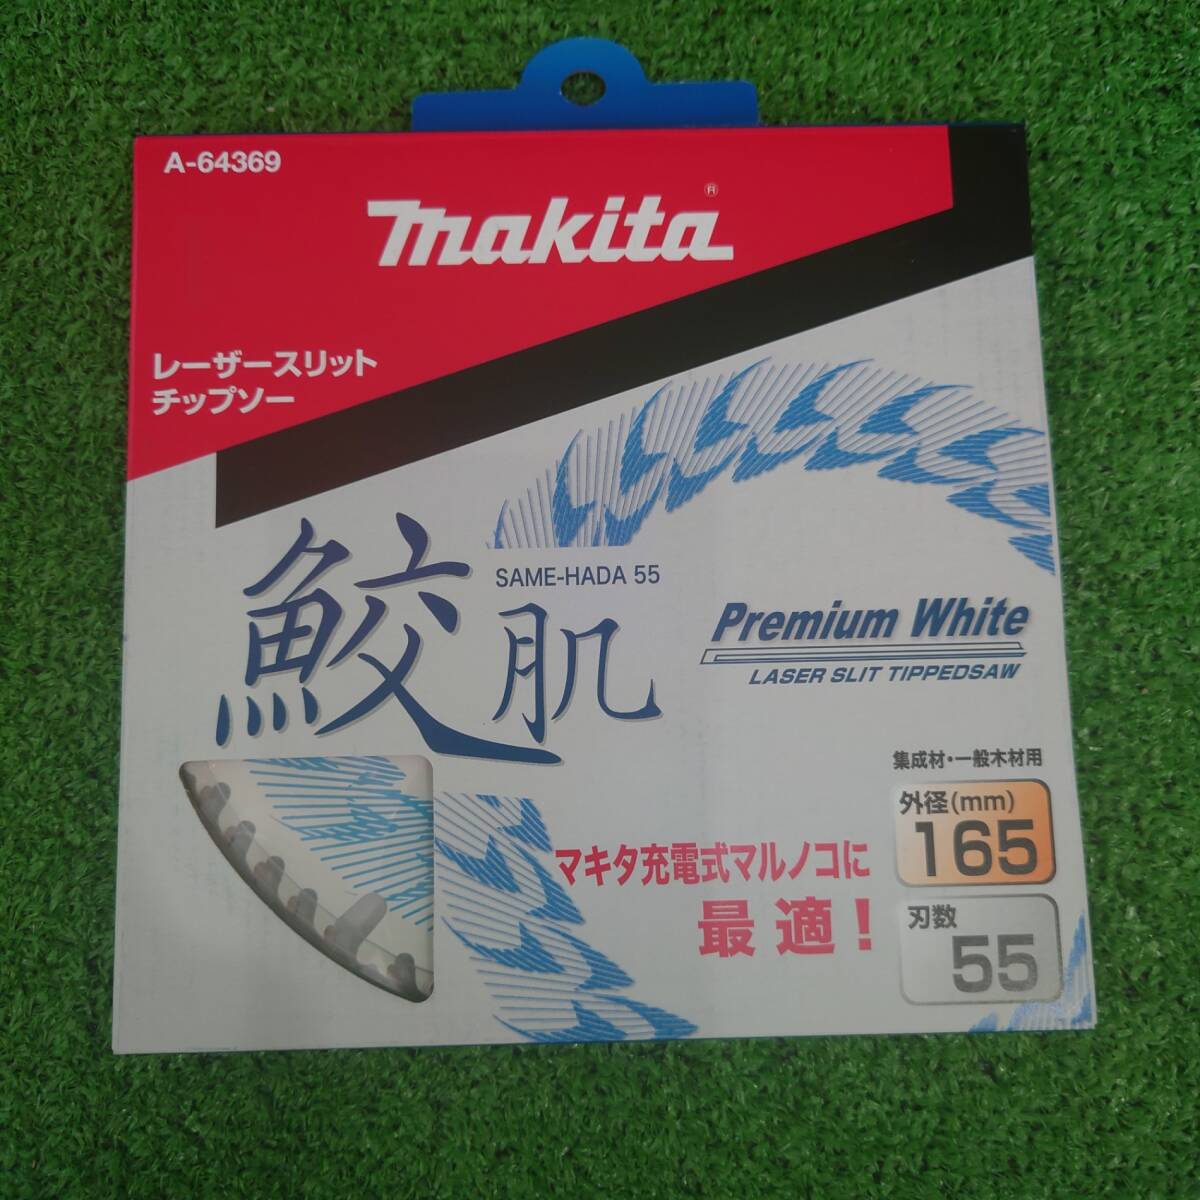 A-64369
makita®
レーザースリット
チップソー
鮫肌
SAME-HADA 55
Premium White
LASER SLIT TIPPEDSAW
集成材・一般木材用
外径(mm)
165
マキタ充電式マルノコに
最適!
刃数
55